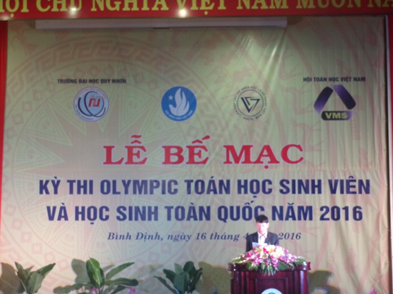 HỘI CHỦ NGHĨA VIỆT NAM MUÔN NĂ
TRƯỜNG ĐẠI HỌC QUY NHƠN
HỘI TOÁN HỌC VIỆT NAM
VMS
LỄ BẾ MẠC
KỲ THI OLYMPIC TOÁN HỌC SINH VIÊN
VÀ HỌC SINH TOÀN QUỐC NĂM 2016
Bình Định, ngày 16 2016